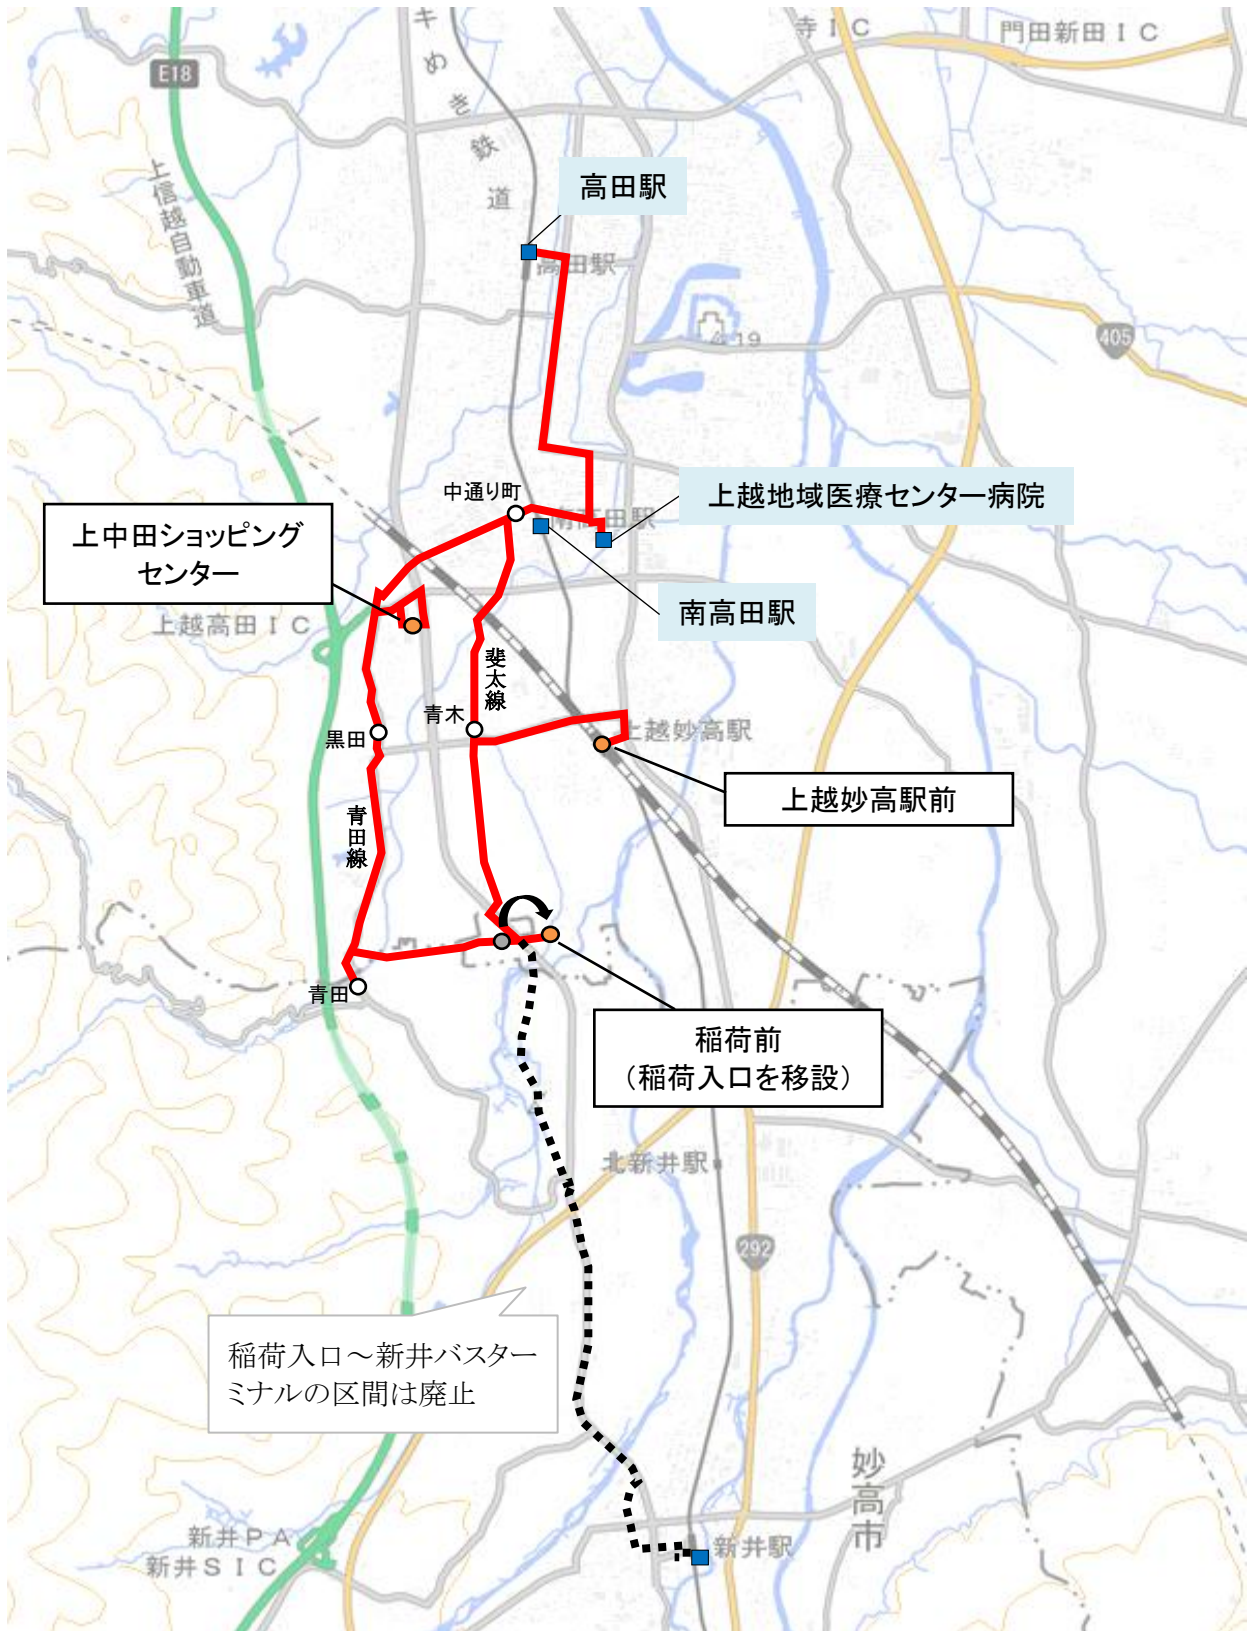 キ
め
き
鉄
道
寺IC
門田新田IC
E18
上信越自動車道
高田駅
高田駅
405
中通り町
上越地域医療センター病院
南高田駅
上中田ショッピング
センター
南高田駅
上越高田IC
斐太線
青木
黒田
上越妙高駅
上越妙高駅前
青田線
青田
稲荷前
（稲荷入口を移設）
北新井駅
292
稲荷入口～新井バスター
ミナルの区間は廃止
妙高市
新井PA
新井SIC
新井駅